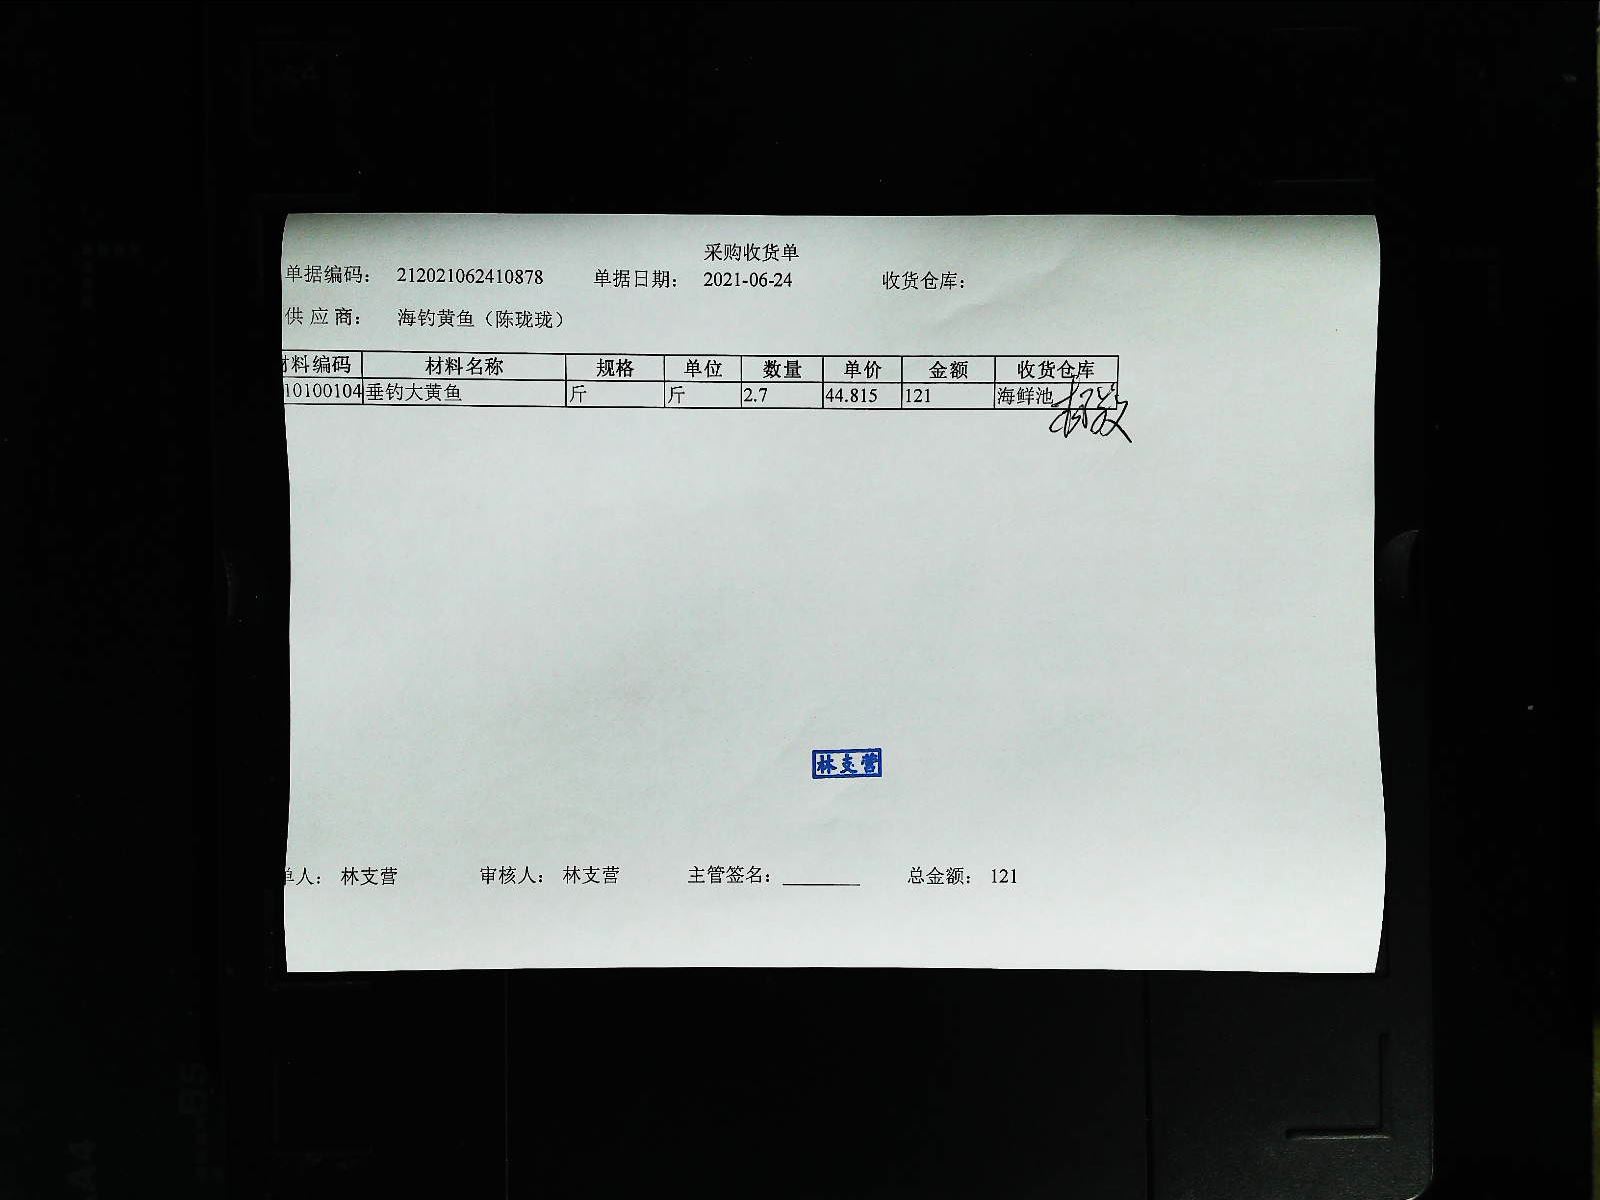 采购收货单
单据编码： 212021062410878 单据日期： 2021-06-24 收货仓库：
供 应 商： 海钓黄鱼（陈珑珑）
材料编码 材料名称 规格 单位 数量 单价 金额 收货仓库
10100104 垂钓大黄鱼 斤 斤 2.7 44.815 121 海鲜池
林支营
单人： 林支营 审核人： 林支营 主管签名：________ 总金额： 121